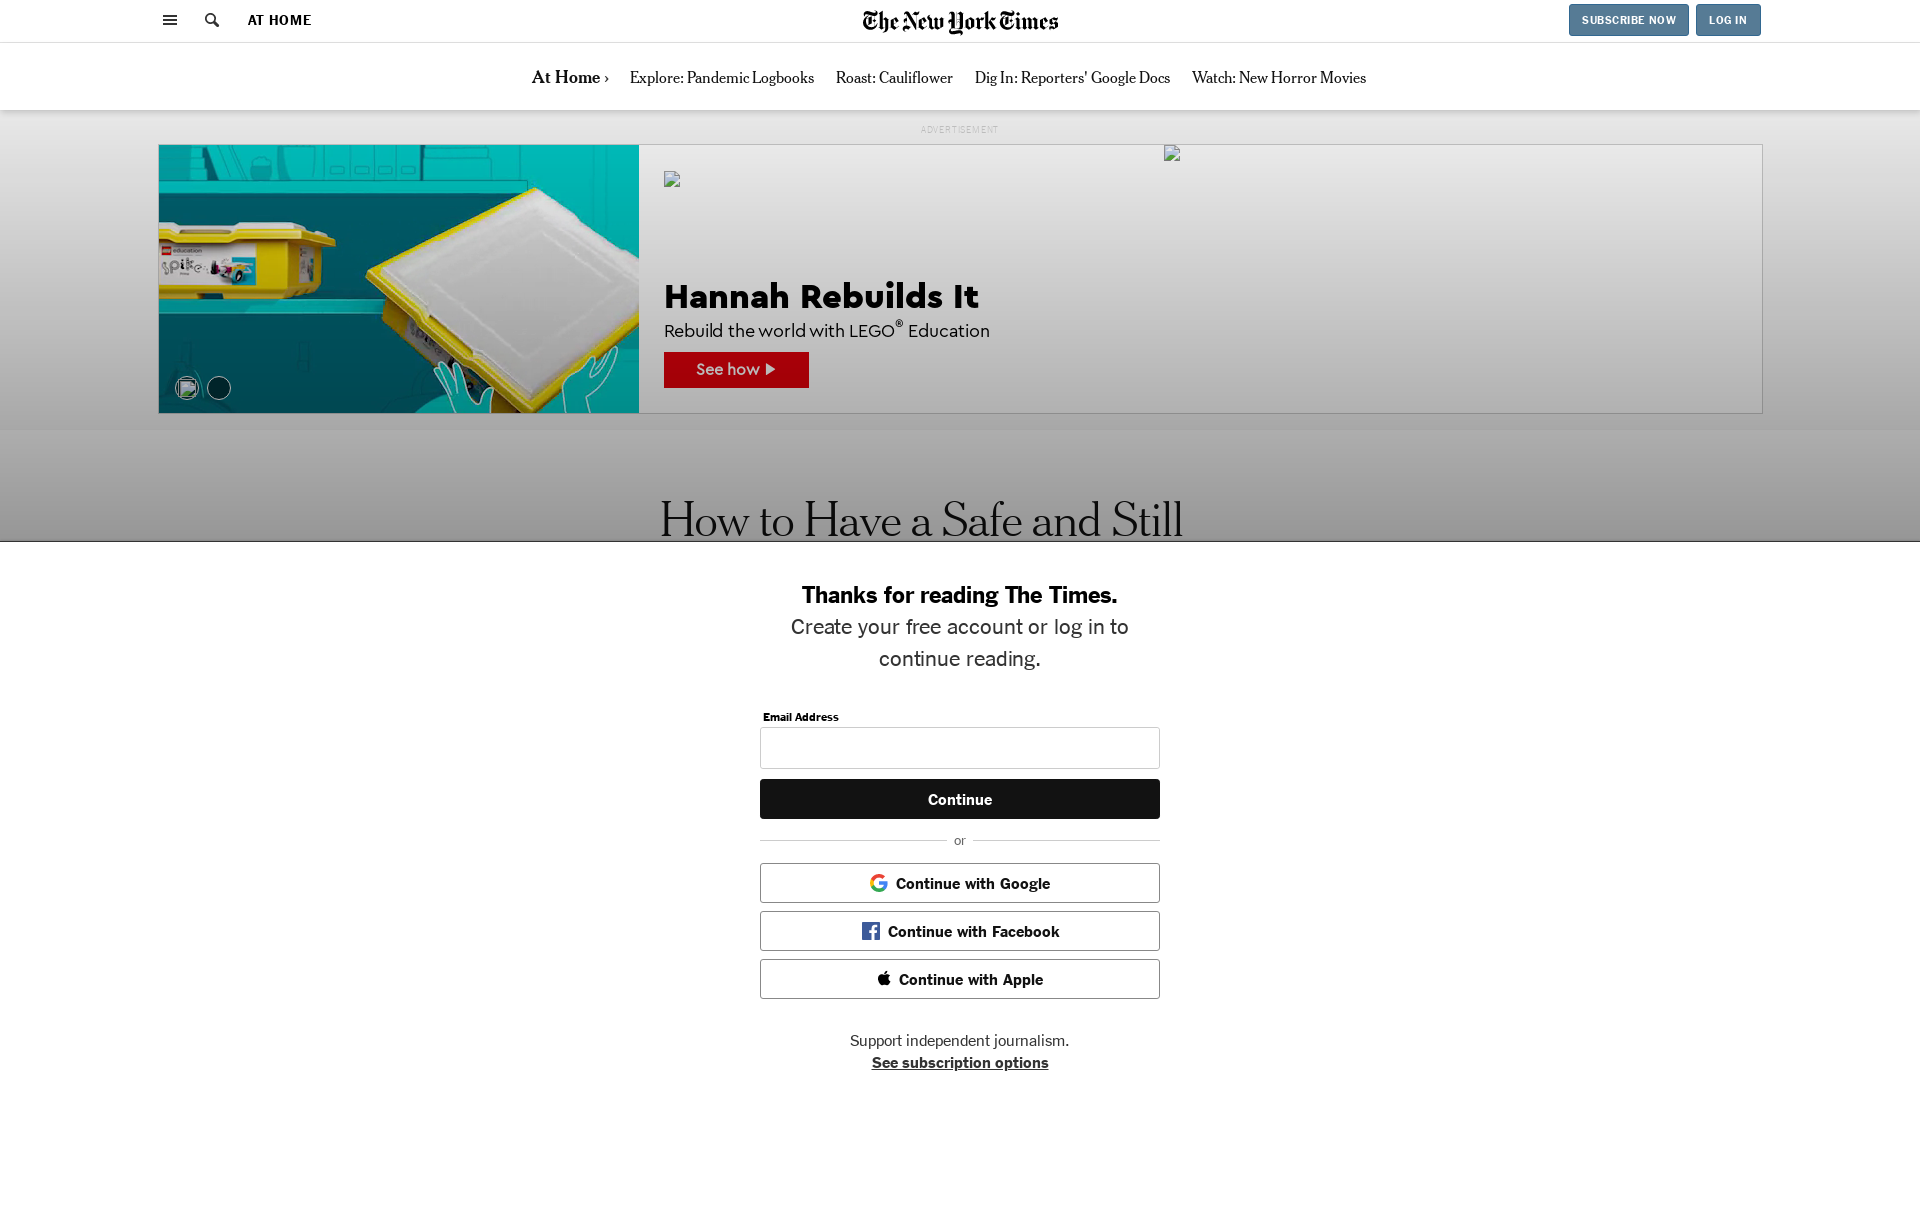 AT HOME
The New York Times
SUBSCRIBE NOW
LOG IN
At Home ›
Explore: Pandemic Logbooks
Roast: Cauliflower
Dig In: Reporters' Google Docs
Watch: New Horror Movies
ADVERTISEMENT
education
spike
Hannah Rebuilds It
Rebuild the world with LEGO® Education
See how
How to Have a Safe and Still
Thanks for reading The Times.
Create your free account or log in to
continue reading.
Email Address
Continue
or
Continue with Google
Continue with Facebook
Continue with Apple
Support independent journalism.
See subscription options